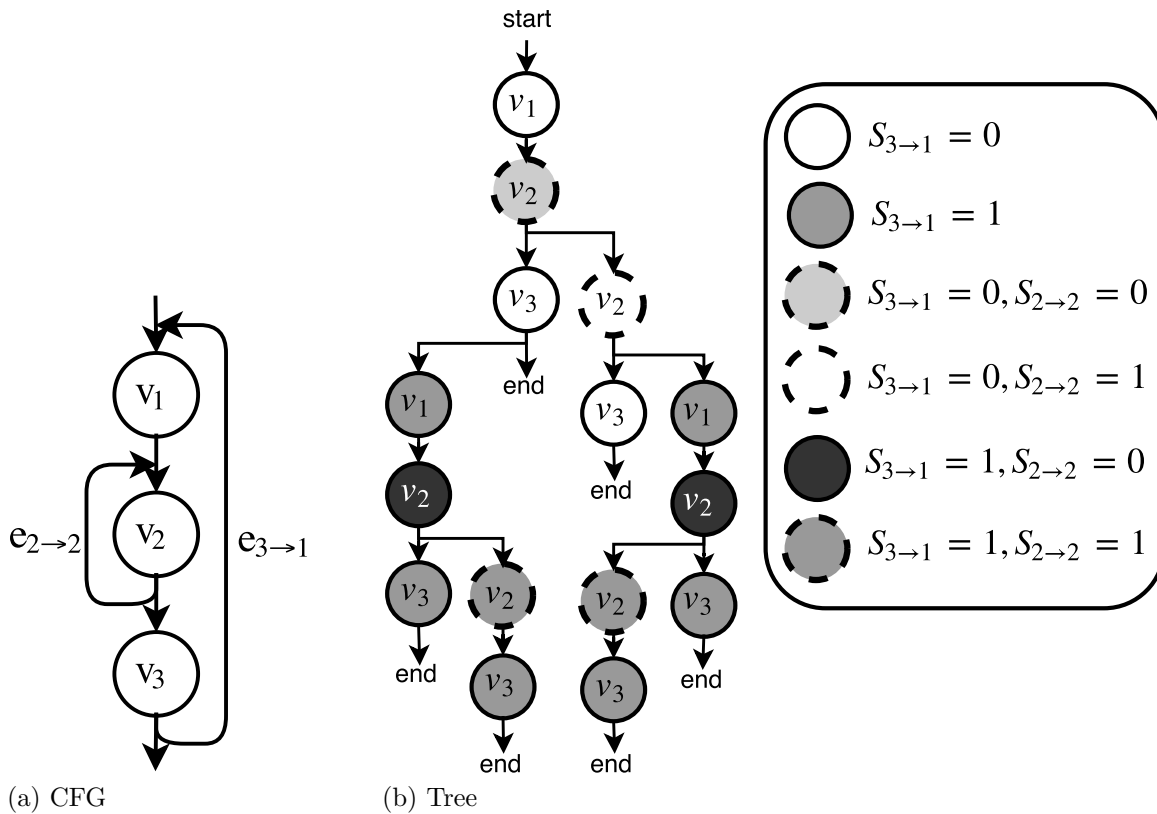 start
v₁
v₂
v₃
v₂
end
v₁
v₃
v₁
v₂
end
v₂
v₃
v₂
v₂
v₃
end
v₃
v₃
end
end
end
S₃→₁ = 0
S₃→₁ = 1
S₃→₁ = 0, S₂→₂ = 0
S₃→₁ = 0, S₂→₂ = 1
S₃→₁ = 1, S₂→₂ = 0
S₃→₁ = 1, S₂→₂ = 1
v₁
e₂→₂
v₂
e₃→₁
v₃
(a) CFG
(b) Tree